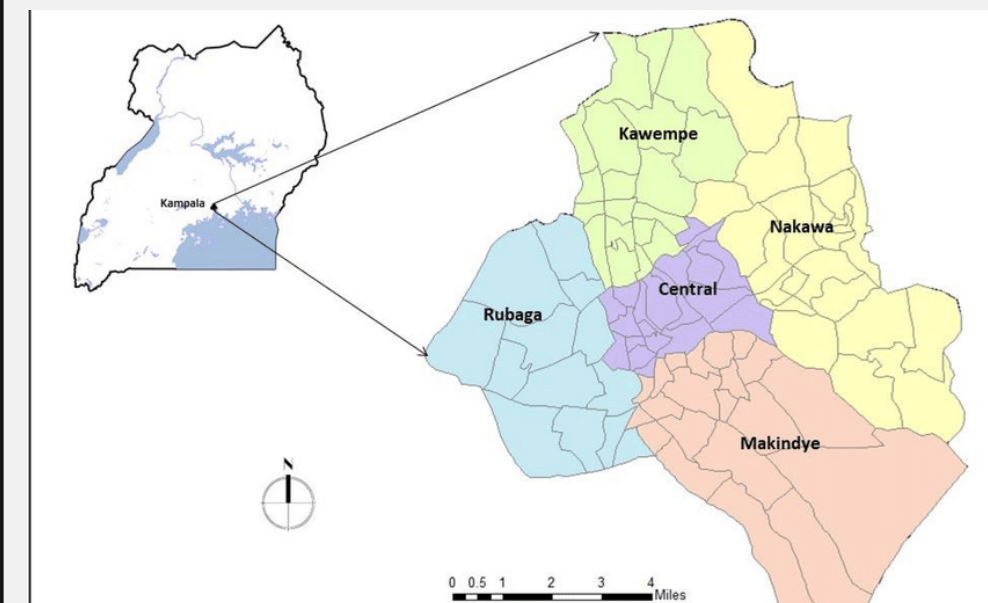 Kampala
Kawempe
Nakawa
Central
Rubaga
Makindye
N
0 0.5 1 2 3 4
Miles